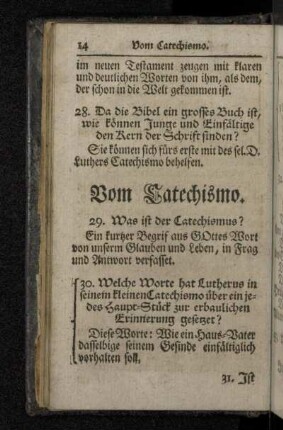 14 Vom Catechismo.
im neuen Testament zeugen mit klaren
und deutlichen Worten von ihm, als dem,
der schon in die Welt gekommen ist.
28. Da die Bibel ein grosses Buch ist,
wie können Junge und Einfältige
den Kern der Schrifft finden?
Sie können sich fürs erste mit des sel. D.
Luthers Catechismo behelfen.
Vom Catechismo.
29. Was ist der Catechismus?
Ein kurtzer Begrif aus GOttes Wort
von unserm Glauben und Leben, in Frag
und Antwort verfasset.
30. Welche Worte hat Lutherus in
seinem kleinen Catechismo über ein je-
des Haupt-Stück zur erbaulichen
Erinnerung gesetzet?
Diese Worte: Wie ein Haus-Vater
dasselbige seinem Gesinde einfältiglich
vorhalten soll.
31. Ist